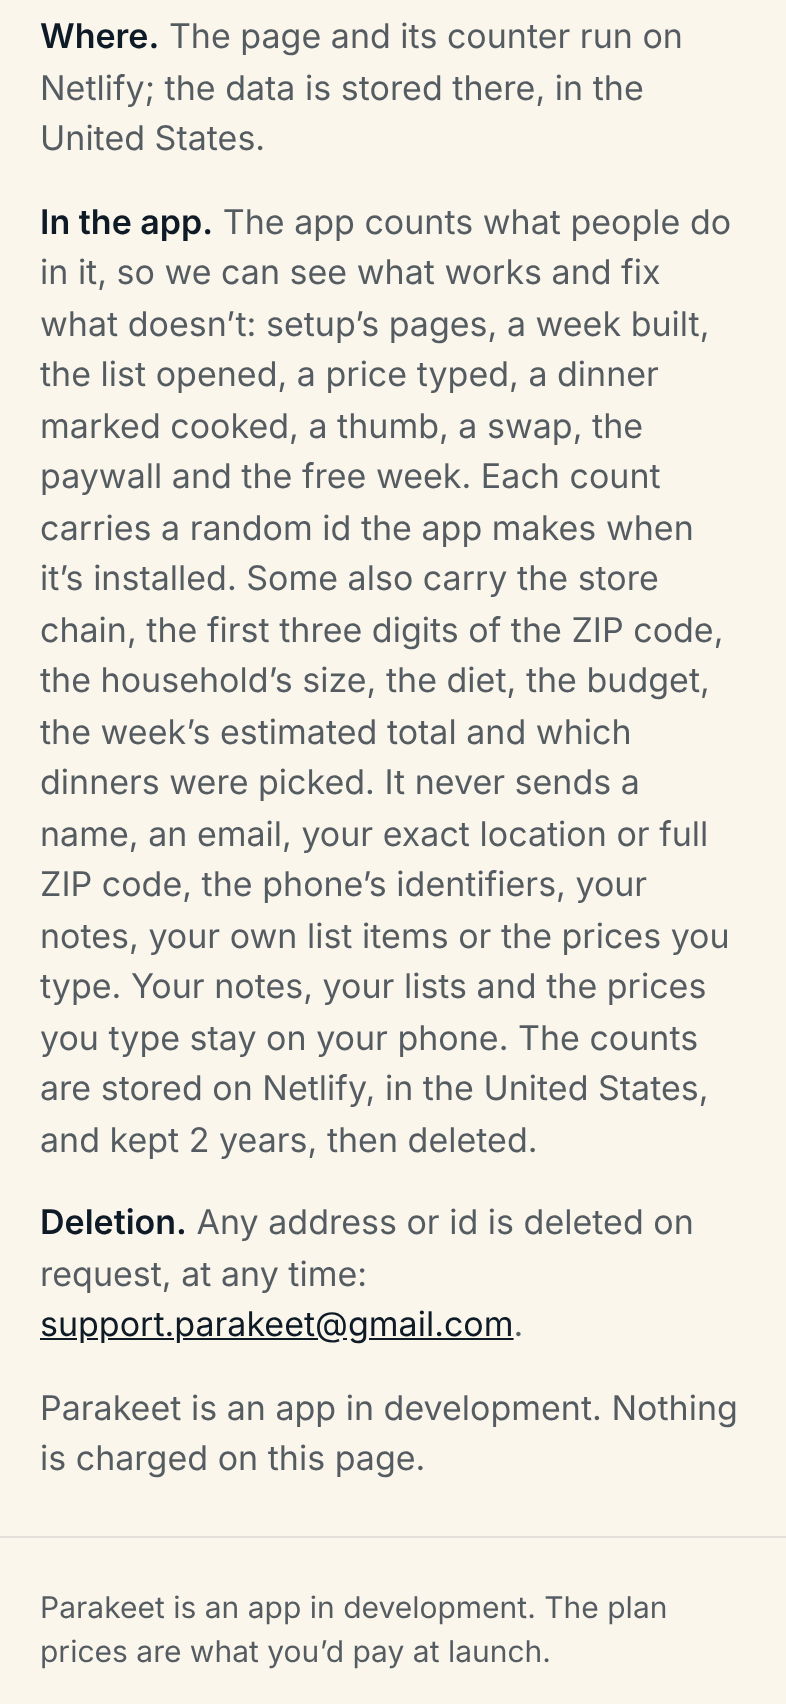 Where. The page and its counter run on
Netlify; the data is stored there, in the
United States.
In the app. The app counts what people do
in it, so we can see what works and fix
what doesn’t: setup’s pages, a week built,
the list opened, a price typed, a dinner
marked cooked, a thumb, a swap, the
paywall and the free week. Each count
carries a random id the app makes when
it’s installed. Some also carry the store
chain, the first three digits of the ZIP code,
the household’s size, the diet, the budget,
the week’s estimated total and which
dinners were picked. It never sends a
name, an email, your exact location or full
ZIP code, the phone’s identifiers, your
notes, your own list items or the prices you
type. Your notes, your lists and the prices
you type stay on your phone. The counts
are stored on Netlify, in the United States,
and kept 2 years, then deleted.
Deletion. Any address or id is deleted on
request, at any time:
support.parakeet@gmail.com.
Parakeet is an app in development. Nothing
is charged on this page.
Parakeet is an app in development. The plan
prices are what you’d pay at launch.